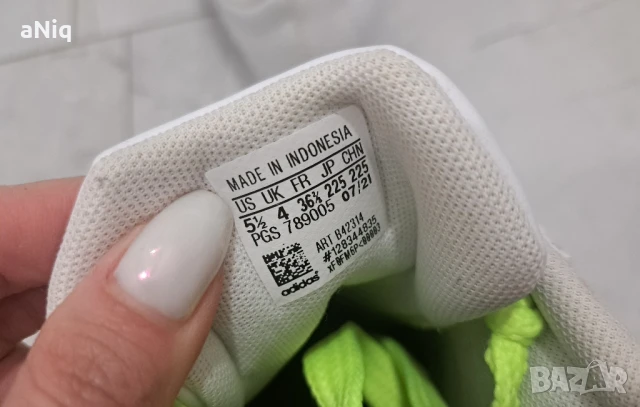 aNiq
MADE IN INDONESIA
US UK FR JP CHN
5½ 4 36⅔ 225 225
PGS 789005 07/21
ART B42314
#128344835
adidas
BAZAR